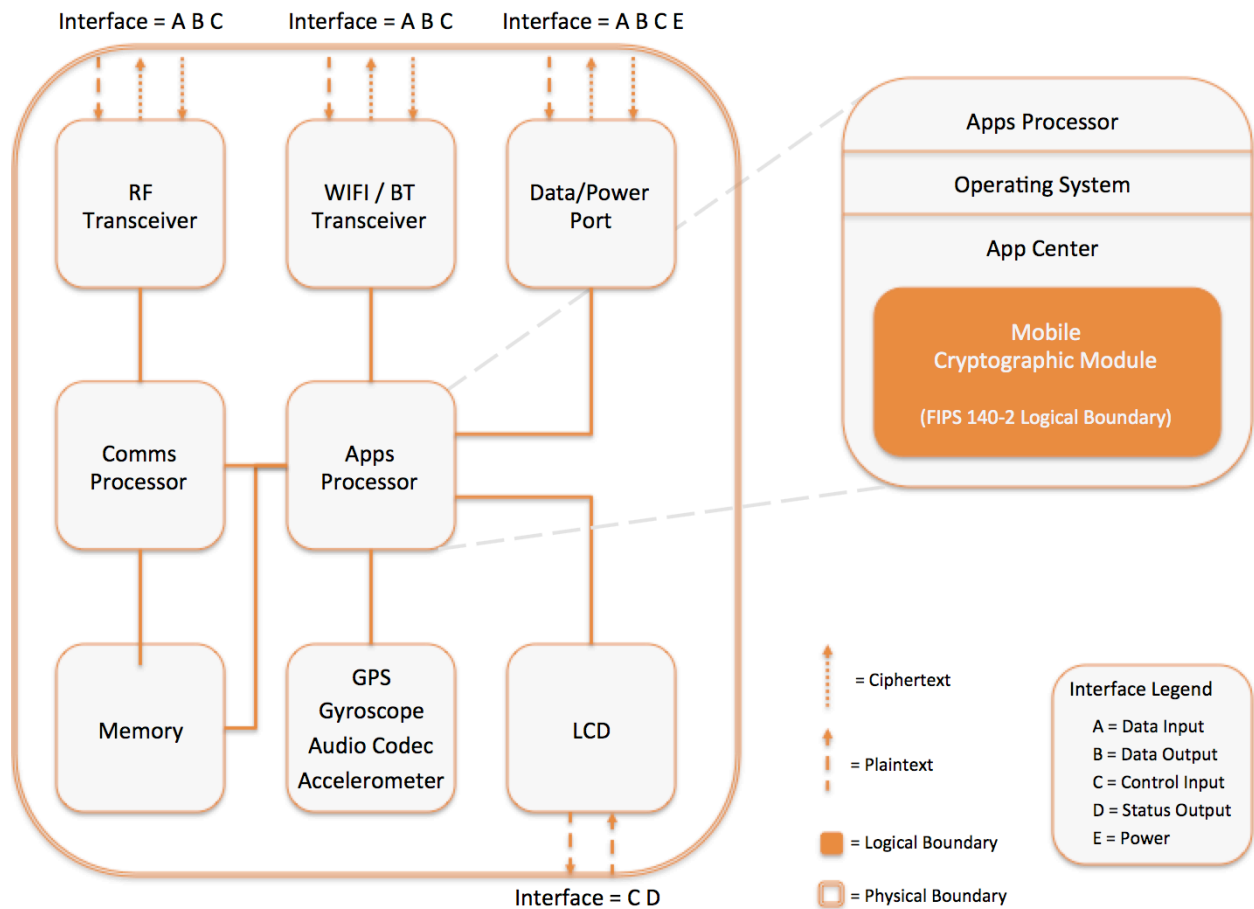 Interface = A B C
Interface = A B C
Interface = A B C E
RF
Transceiver
WIFI / BT
Transceiver
Data/Power
Port
Comms
Processor
Apps
Processor
Memory
GPS
Gyroscope
Audio Codec
Accelerometer
LCD
Interface = C D
Apps Processor
Operating System
App Center
Mobile
Cryptographic Module
(FIPS 140-2 Logical Boundary)
= Ciphertext
= Plaintext
= Logical Boundary
= Physical Boundary
Interface Legend
A = Data Input
B = Data Output
C = Control Input
D = Status Output
E = Power